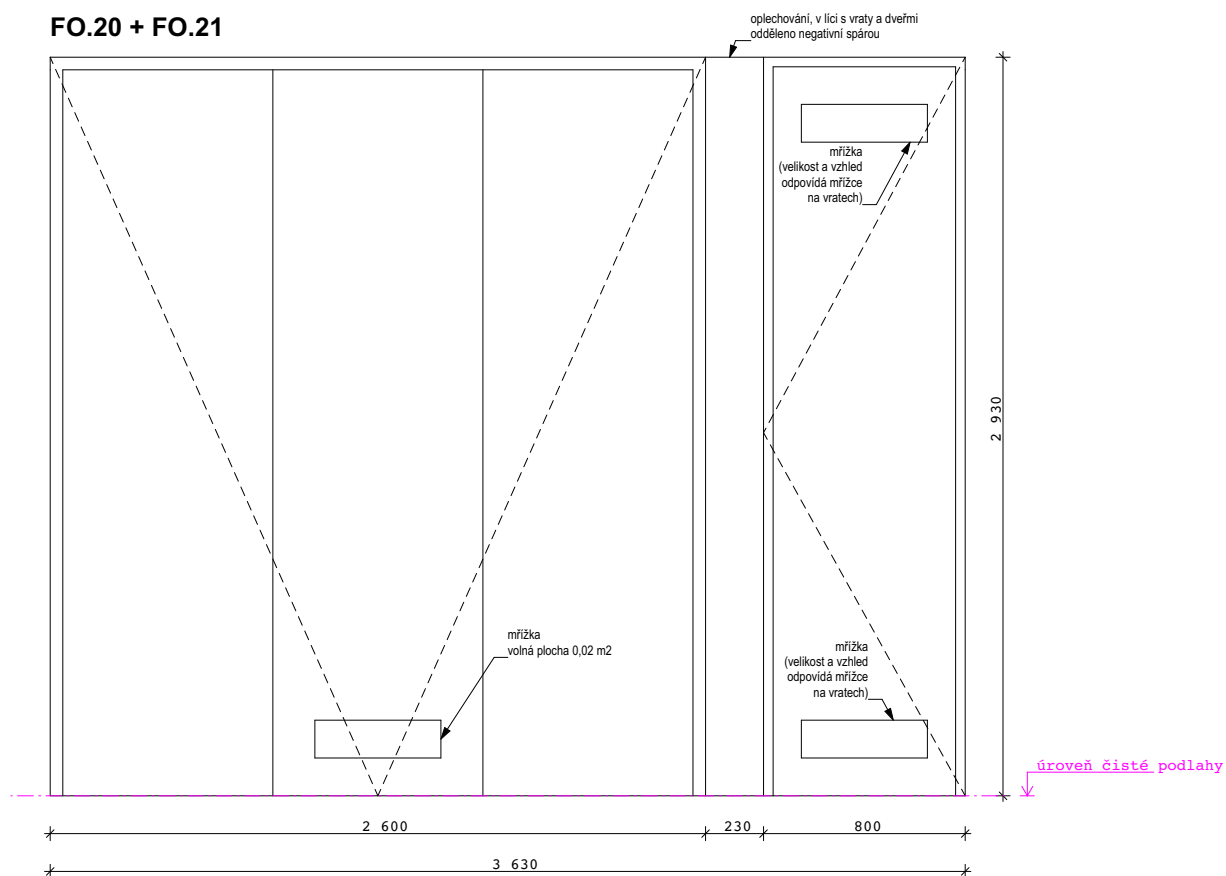 FO.20 + FO.21
oplechování, v líci s vraty a dveřmi
odděleno negativní spárou
mřížka
(velikost a vzhled
odpovídá mřížce
na vratech)
2 930
mřížka
volná plocha 0,02 m2
mřížka
(velikost a vzhled
odpovídá mřížce
na vratech)
úroveň čisté podlahy
2 600
230
800
3 630